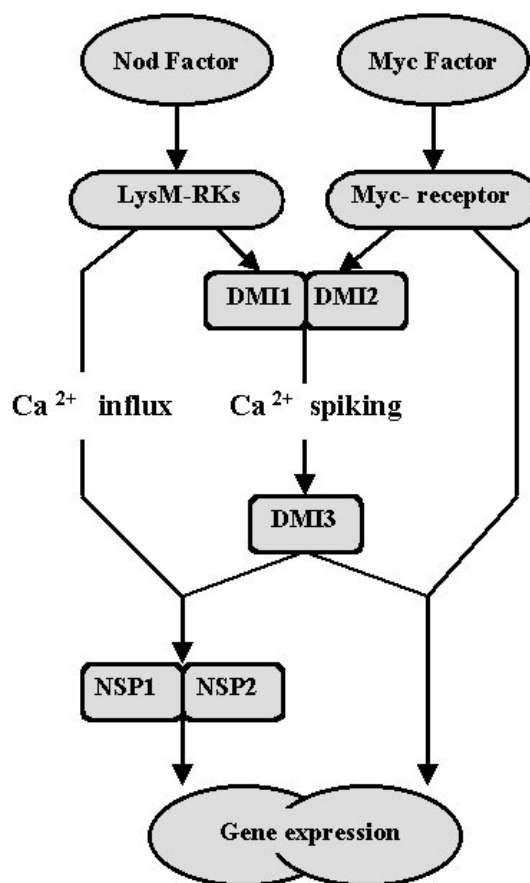 Nod Factor
Myc Factor
LysM-RKs
Myc- receptor
DMI1
DMI2
Ca 2+ influx
Ca 2+ spiking
DMI3
NSP1
NSP2
Gene expression